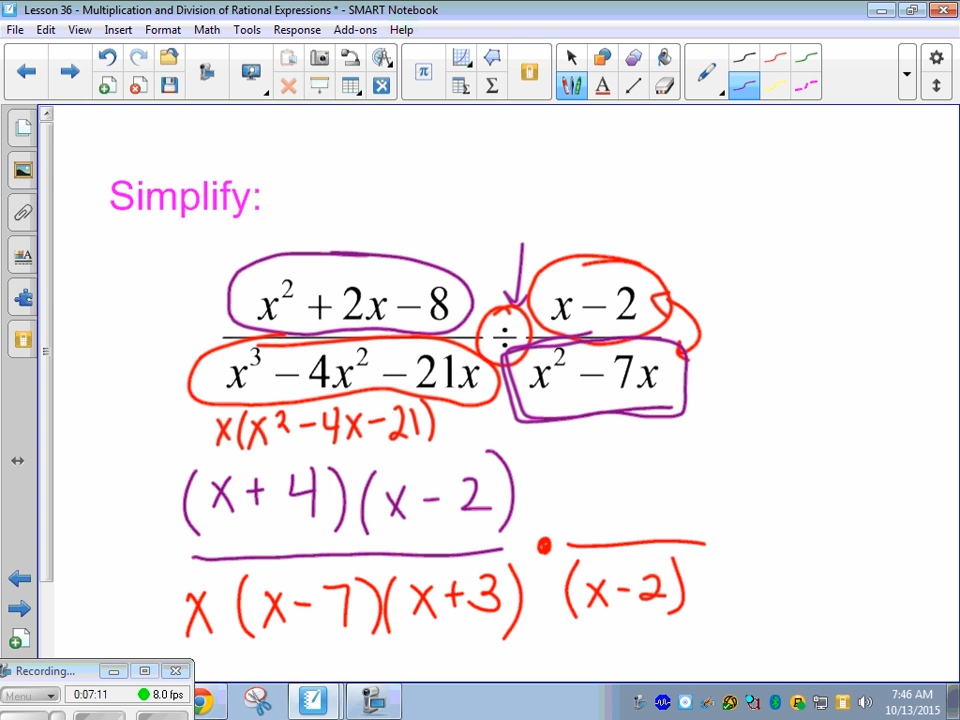 Lesson 36 - Multiplication and Division of Rational Expressions * - SMART Notebook
File Edit View Insert Format Math Tools Response Add-ons Help
π Σ A
Simplify:
x² + 2x − 8 ÷ x − 2
x³ − 4x² − 21x x² − 7x
x(x² − 4x − 21)
(x + 4)(x − 2) •
x(x − 7)(x + 3) (x − 2)
Recording...
Menu 0:07:11 8.0 fps
7:46 AM
10/13/2015